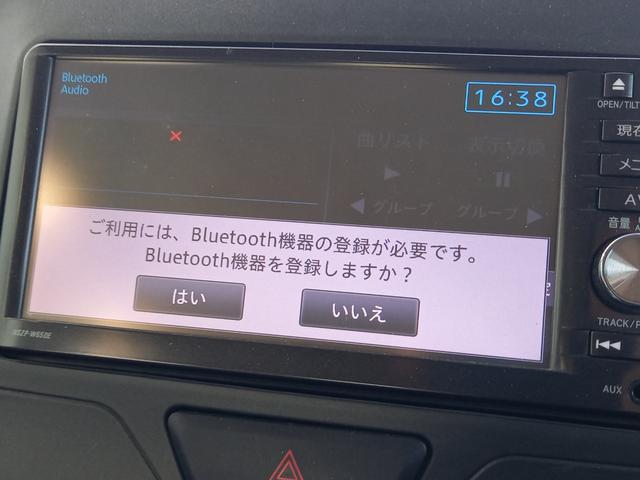 Bluetooth
Audio
16:38
OPEN/TILT
現在
曲リスト
表示切換
メニ
AV
グループ
グループ
音量
ご利用には、Bluetooth機器の登録が必要です。
Bluetooth機器を登録しますか？
はい
いいえ
TRACK/F
NSZP-W65DE
AUX